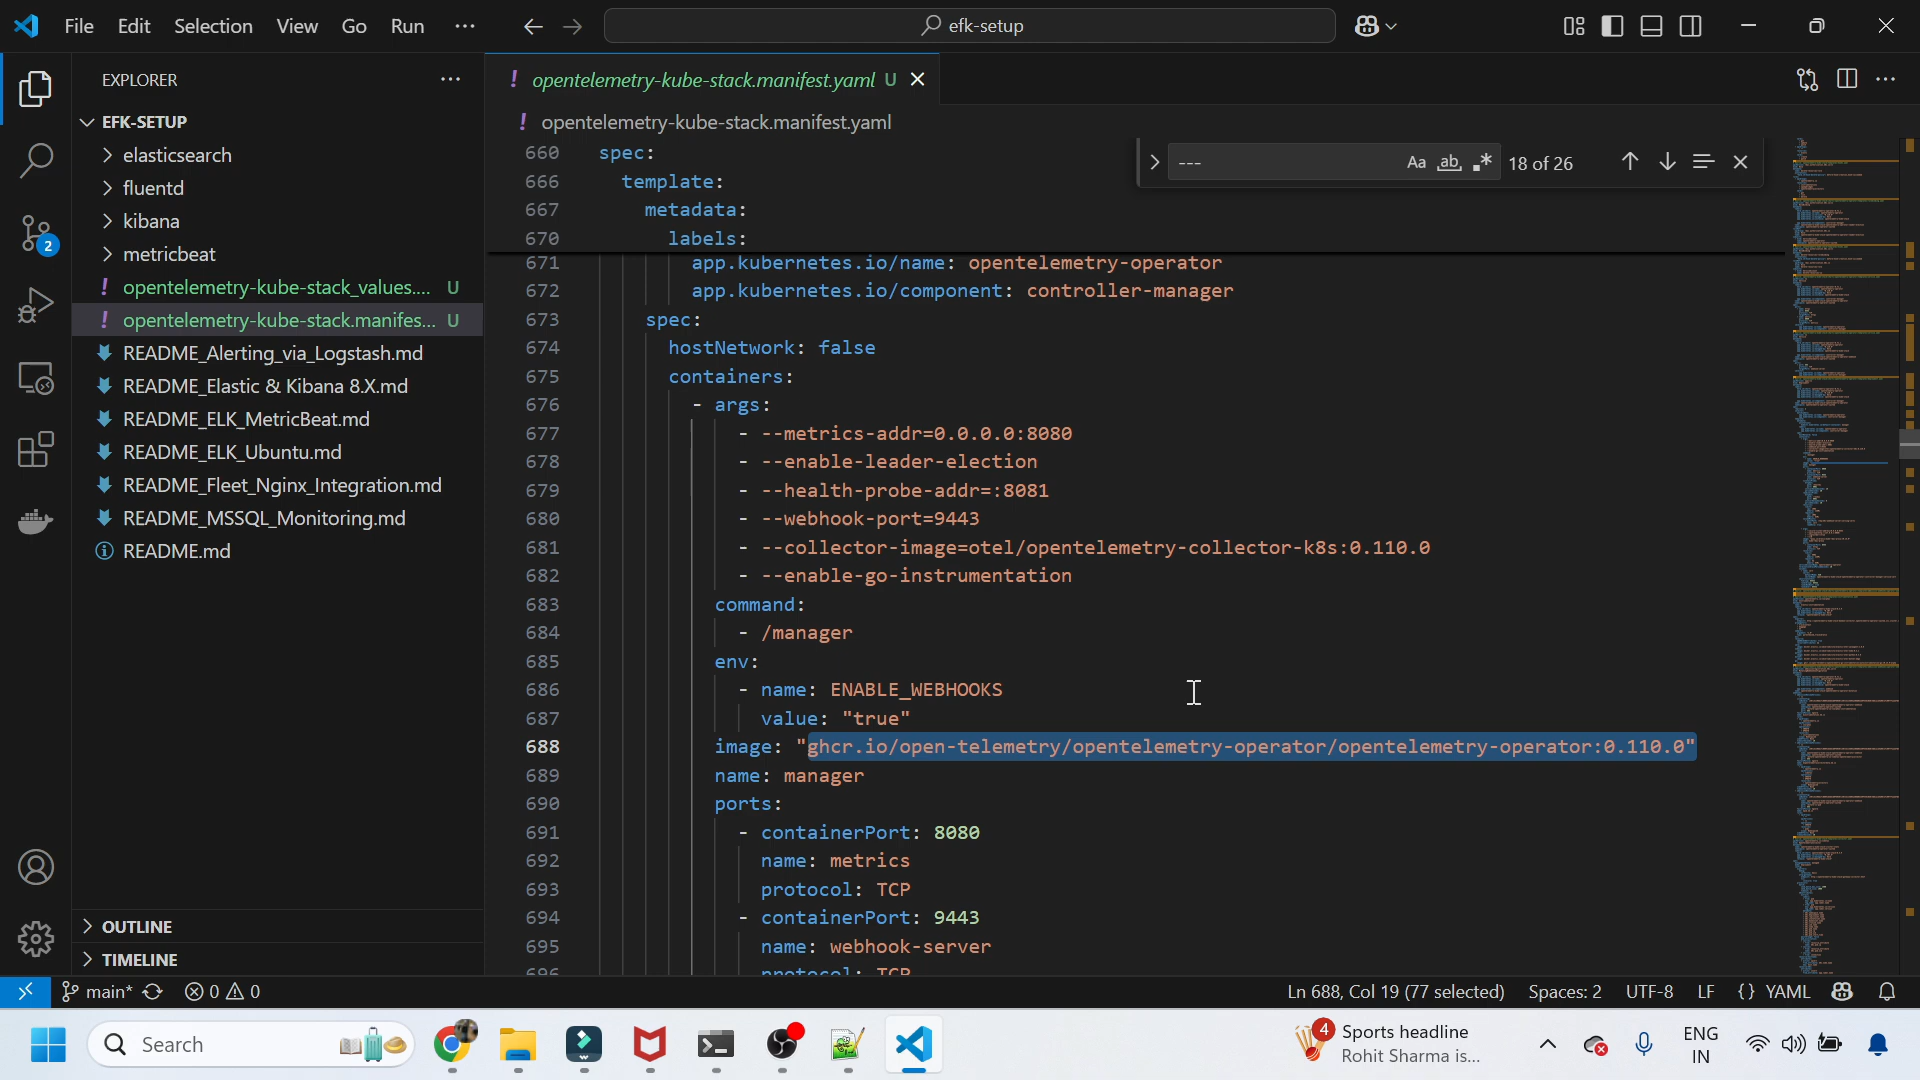 File Edit Selection View Go Run ···
efk-setup
EXPLORER ···
EFK-SETUP
elasticsearch
fluentd
kibana
metricbeat
! opentelemetry-kube-stack_values.... U
! opentelemetry-kube-stack.manifes... U
README_Alerting_via_Logstash.md
README_Elastic & Kibana 8.X.md
README_ELK_MetricBeat.md
README_ELK_Ubuntu.md
README_Fleet_Nginx_Integration.md
README_MSSQL_Monitoring.md
README.md
OUTLINE
TIMELINE
2
! opentelemetry-kube-stack.manifest.yaml U
! opentelemetry-kube-stack.manifest.yaml
--- Aa ab 18 of 26
660 spec:
666 template:
667 metadata:
670 labels:
671 app.kubernetes.io/name: opentelemetry-operator
672 app.kubernetes.io/component: controller-manager
673 spec:
674 hostNetwork: false
675 containers:
676 - args:
677 - --metrics-addr=0.0.0.0:8080
678 - --enable-leader-election
679 - --health-probe-addr=:8081
680 - --webhook-port=9443
681 - --collector-image=otel/opentelemetry-collector-k8s:0.110.0
682 - --enable-go-instrumentation
683 command:
684 - /manager
685 env:
686 - name: ENABLE_WEBHOOKS
687 value: "true"
688 image: "ghcr.io/open-telemetry/opentelemetry-operator/opentelemetry-operator:0.110.0"
689 name: manager
690 ports:
691 - containerPort: 8080
692 name: metrics
693 protocol: TCP
694 - containerPort: 9443
695 name: webhook-server
696 protocol: TCP
main* 0 0 Ln 688, Col 19 (77 selected) Spaces: 2 UTF-8 LF {} YAML
Search
4 Sports headline
Rohit Sharma is...
ENG
IN